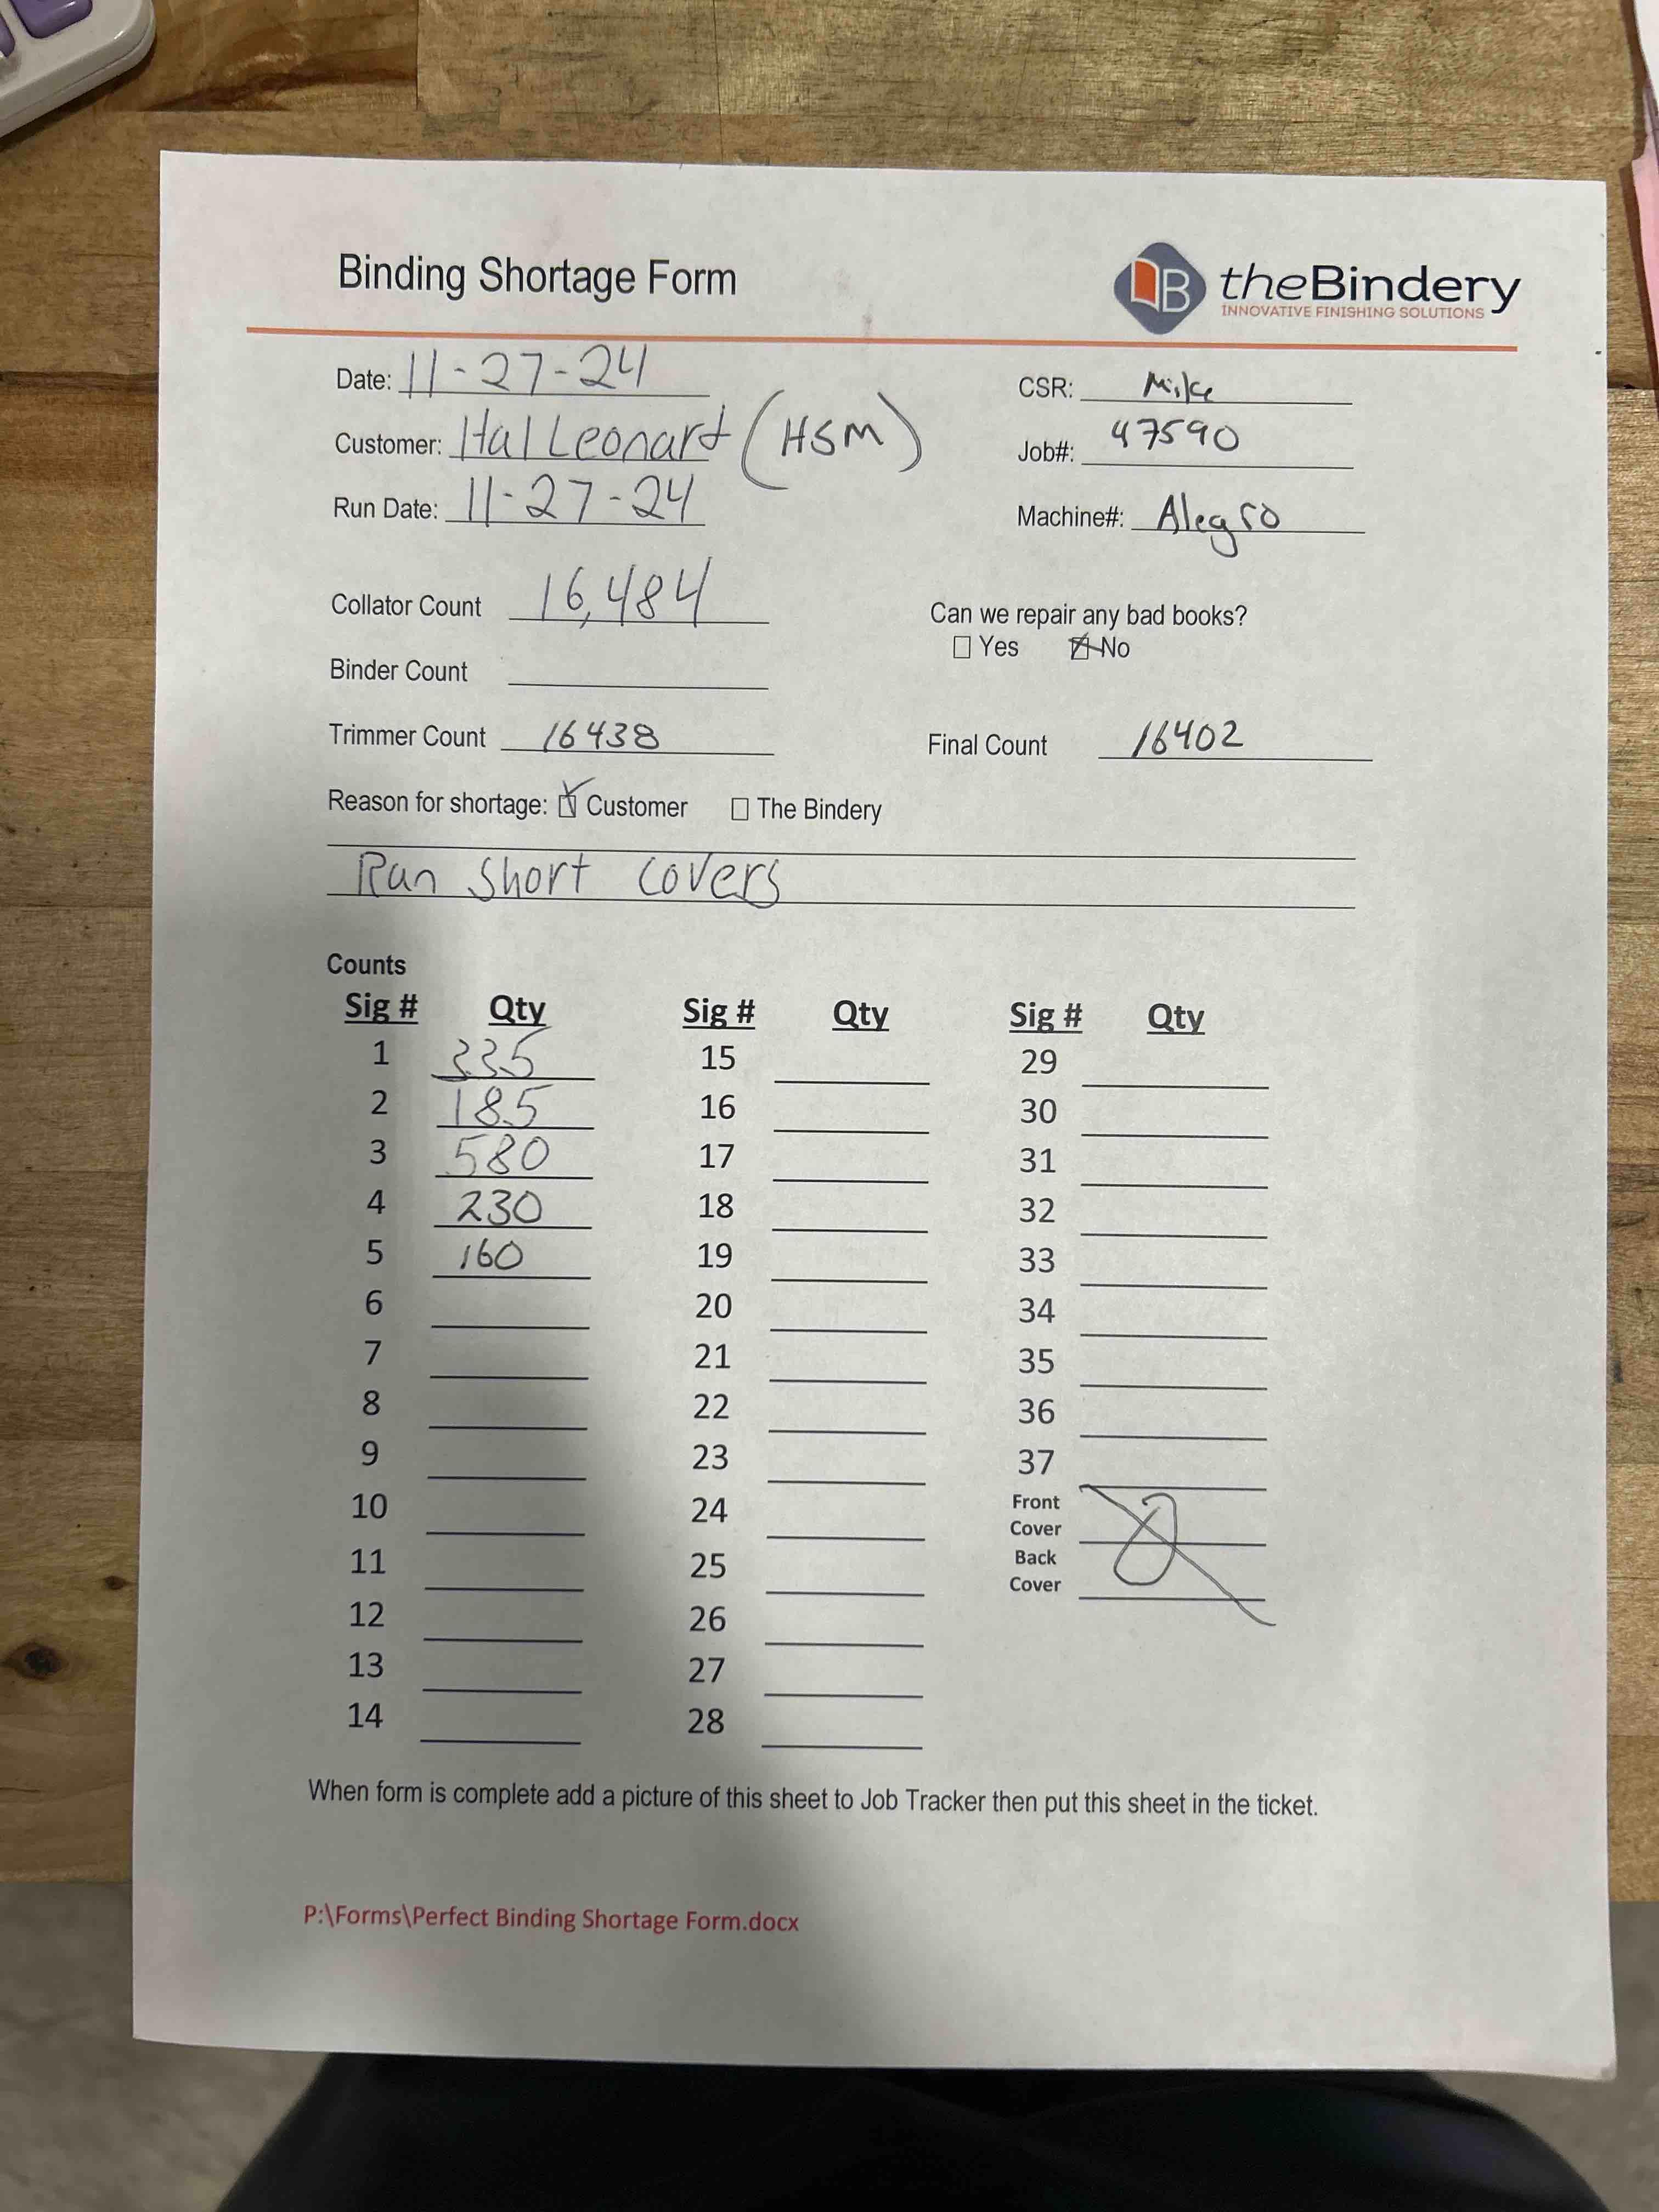 Binding Shortage Form
B theBindery
INNOVATIVE FINISHING SOLUTIONS
Date: 11-27-24
CSR: Mike
Customer: Hal Leonart (HSM)
Job#: 47590
Run Date: 11-27-24
Machine#: Alegro
Collator Count 16,484
Can we repair any bad books?
Yes No
Binder Count
Trimmer Count 16438
Final Count 16402
Reason for shortage: Customer The Bindery
Ran short covers
Counts
Sig # Qty Sig # Qty Sig # Qty
1 335 15 29
2 185 16 30
3 580 17 31
4 230 18 32
5 160 19 33
6 20 34
7 21 35
8 22 36
9 23 37
10 24 Front Cover
11 25 Back Cover
12 26
13 27
14 28
When form is complete add a picture of this sheet to Job Tracker then put this sheet in the ticket.
P:\Forms\Perfect Binding Shortage Form.docx